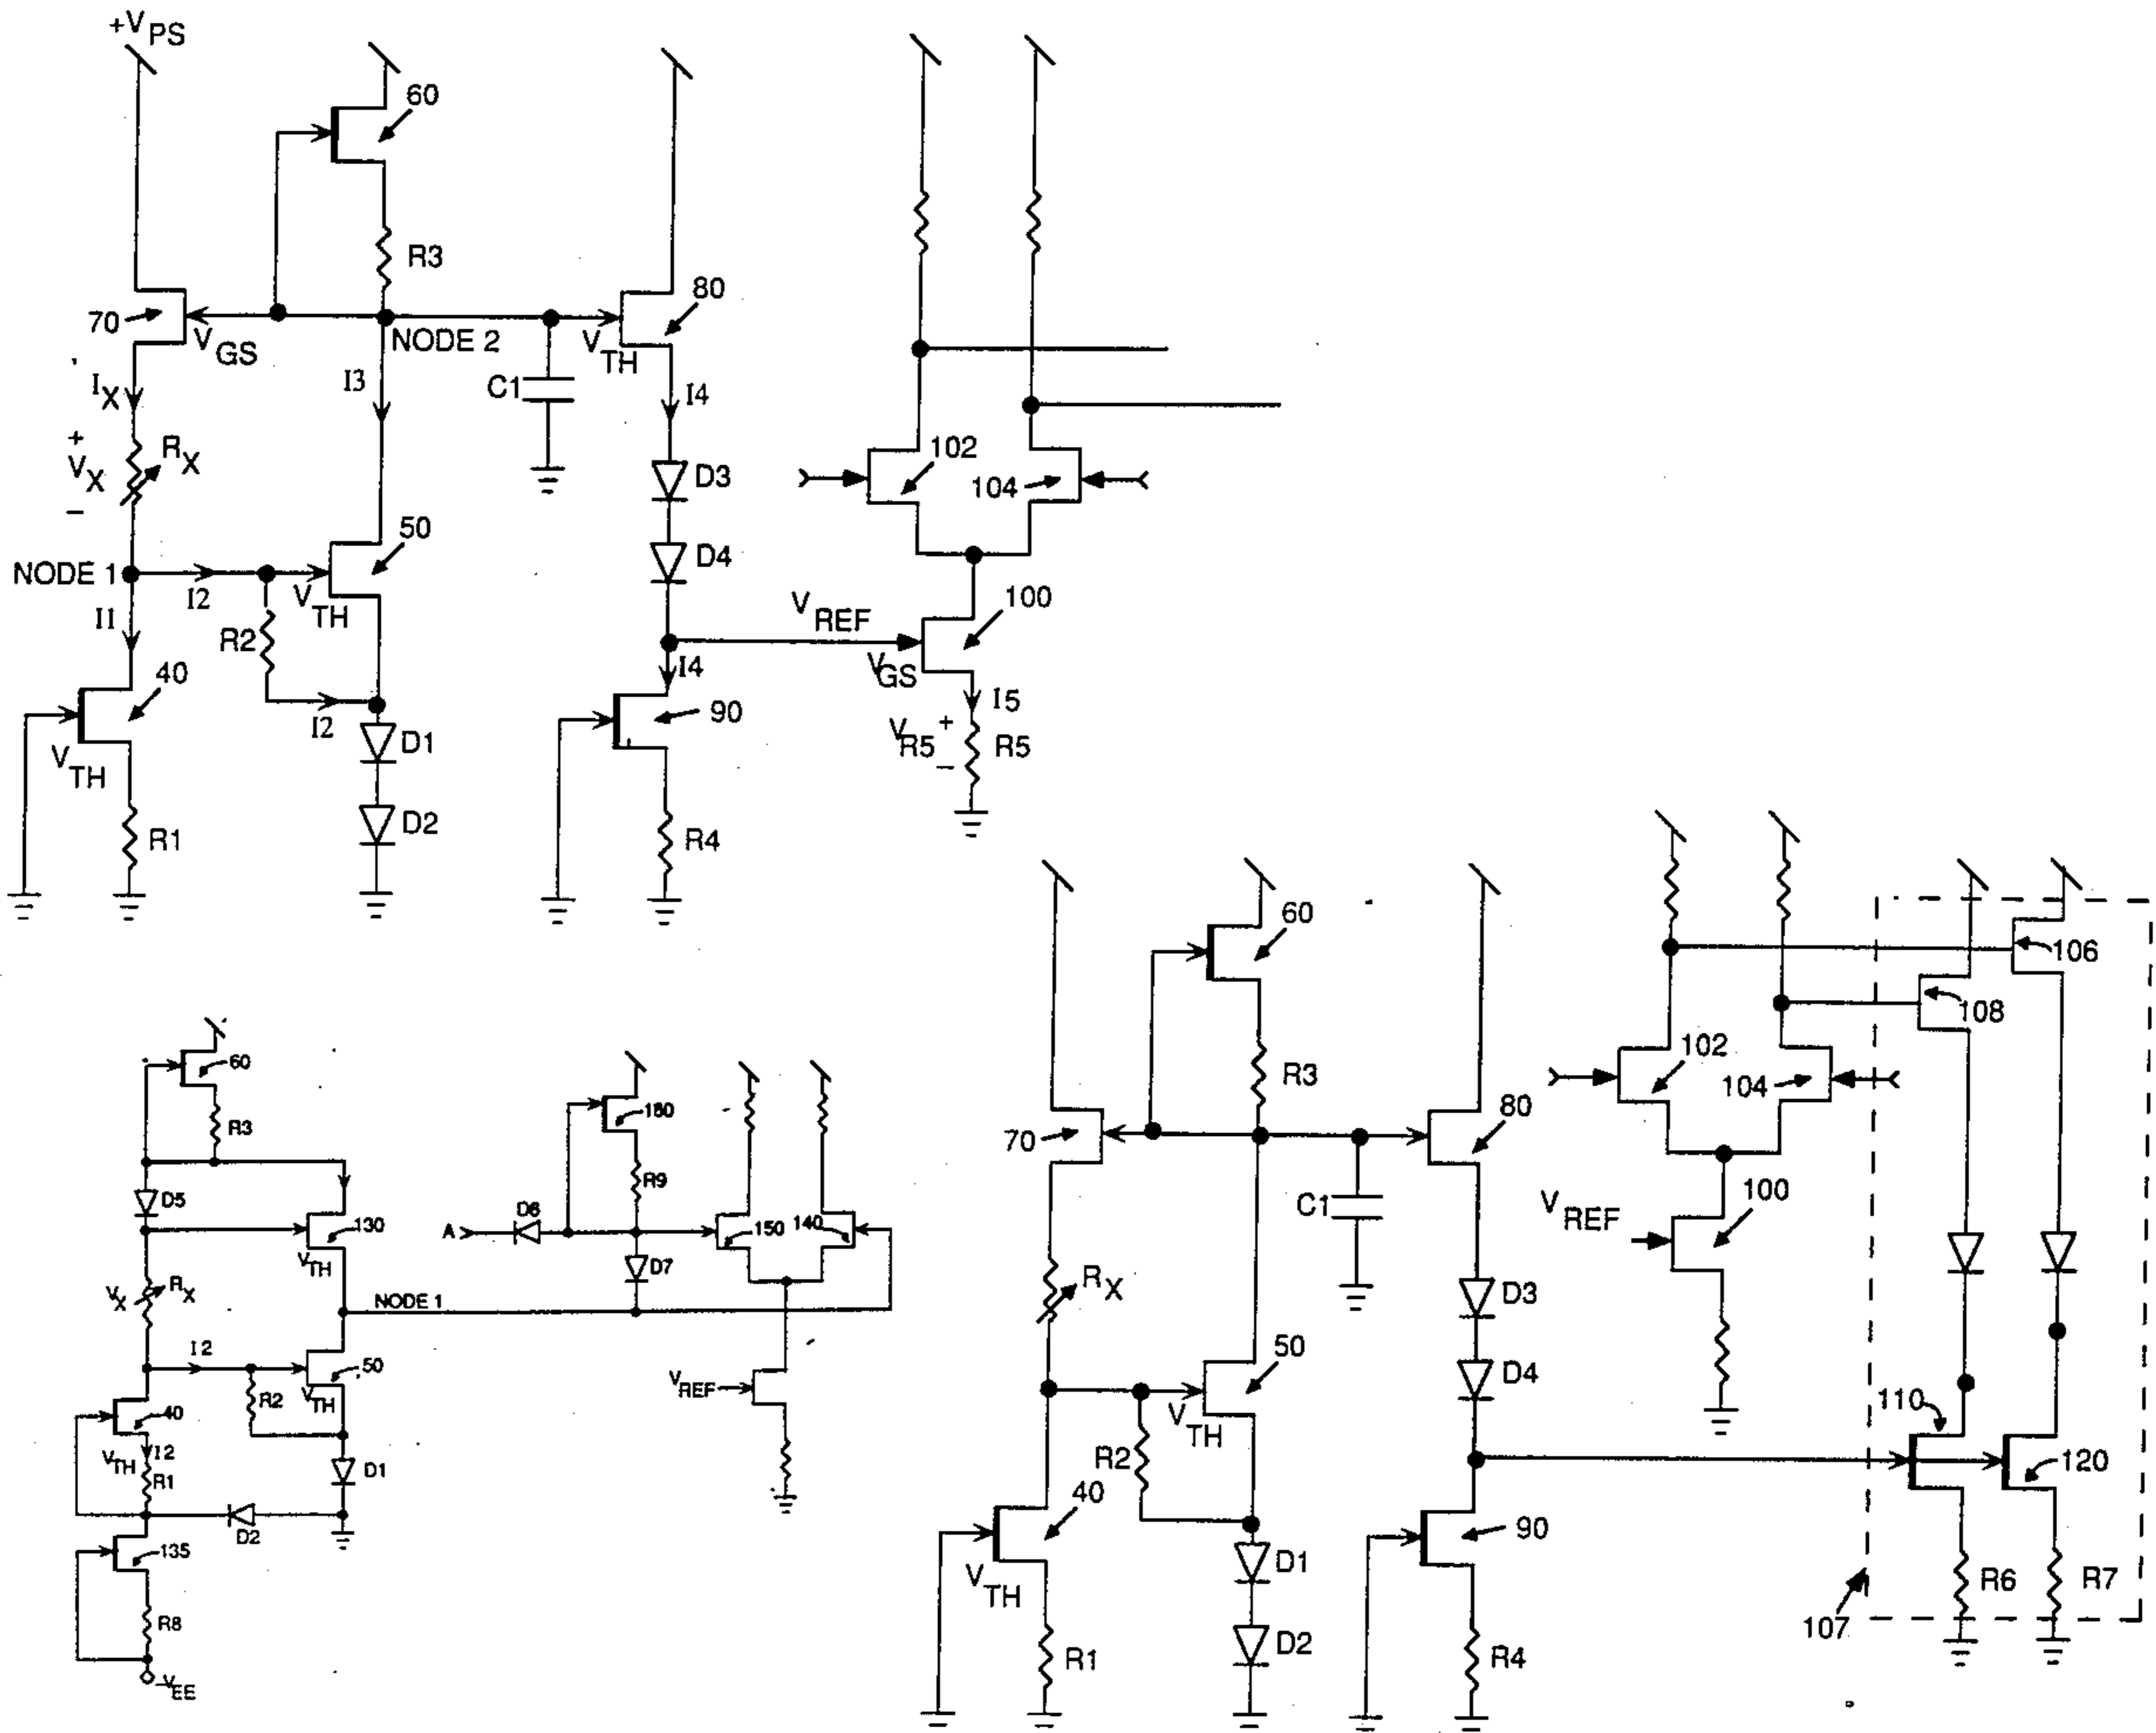 +VPS
60
R3
70
VGS
NODE 2
80
VTH
IX
I3
C1
I4
+
VX
−
RX
D3
102
104
50
D4
NODE 1
I2
VTH
I1
R2
VREF
100
VGS
I4
40
I2
D1
90
I5
VR5
+
−
R5
VTH
D2
R1
R4
60
R3
D5
130
VTH
VX
RX
NODE 1
I2
50
R2
VTH
40
VTH
I2
R1
D1
D2
135
R8
-VEE
A
D6
160
R9
D7
150
140
VREF
60
R3
70
80
C1
RX
D3
50
D4
VTH
R2
40
90
VTH
D1
R1
D2
R4
102
104
VREF
100
106
108
110
120
R6
R7
107